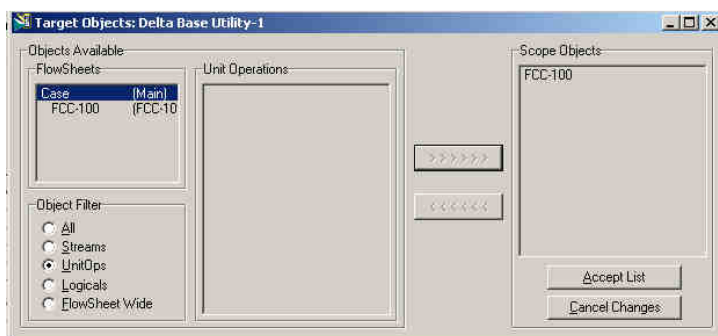 Target Objects: Delta Base Utility-1
Objects Available
FlowSheets
Case (Main)
FCC-100 (FCC-10
Unit Operations
Object Filter
All
Streams
UnitOps
Logicals
FlowSheet Wide
>>>>>>
<<<<<<
Scope Objects
FCC-100
Accept List
Cancel Changes